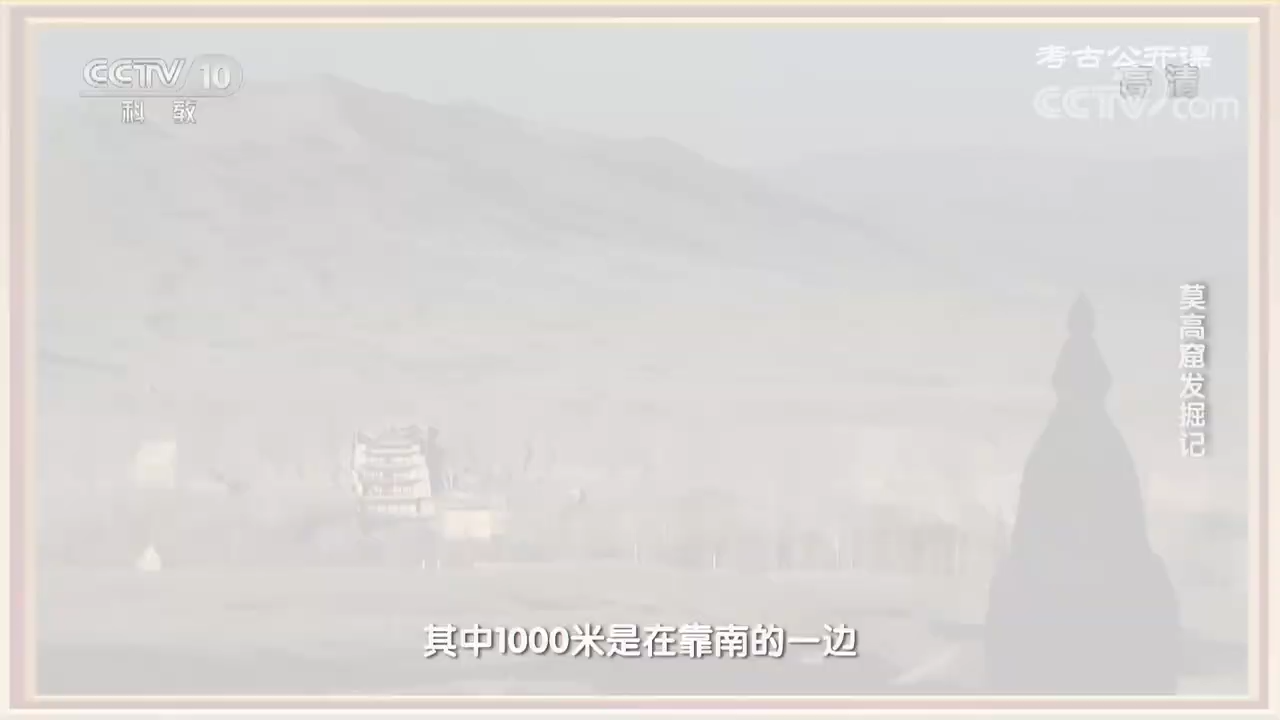 CCTV 10
科教
考古公开课
高清
CCTV.com
莫高窟发掘记
其中1000米是在靠南的一边